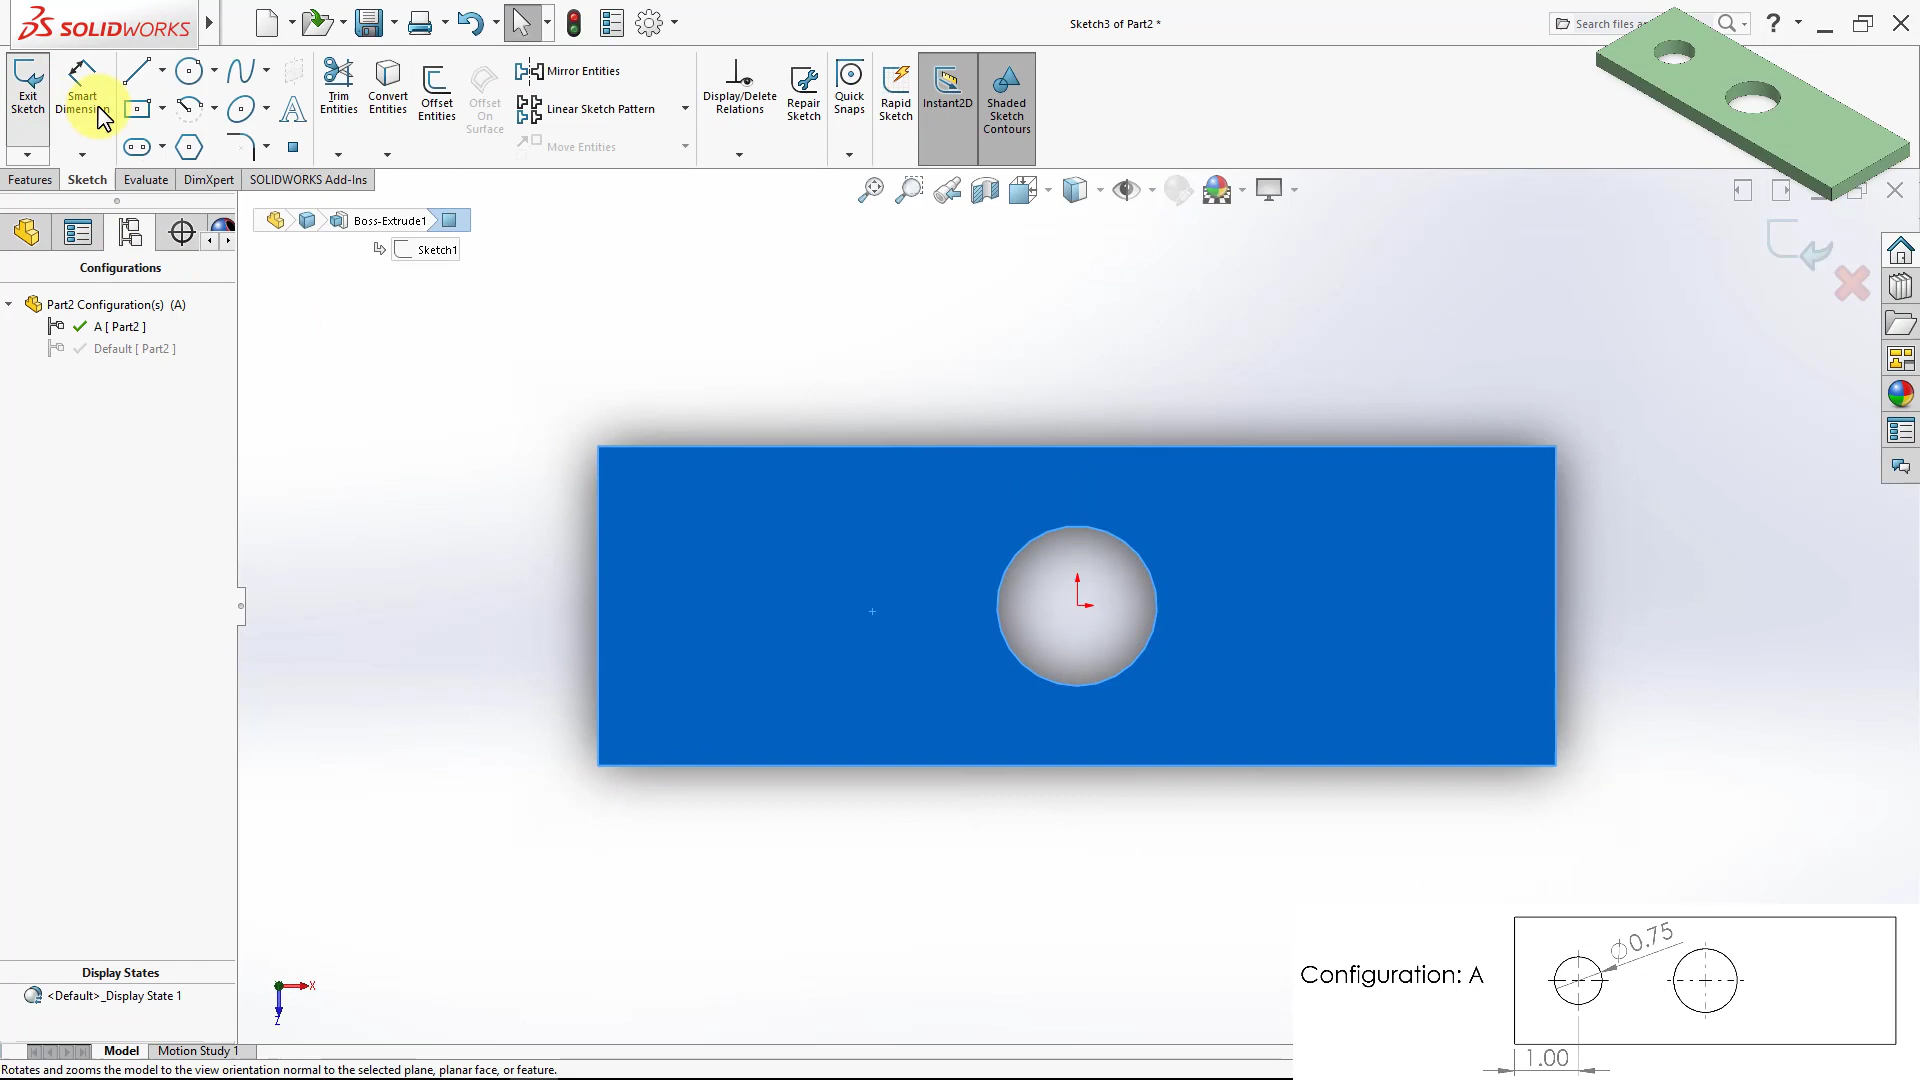 SOLIDWORKS
Sketch3 of Part2 *
Search files an
?
Exit
Sketch
Smart
Dimension
Trim
Entities
Convert
Entities
Offset
Entities
Offset
On
Surface
Mirror Entities
Linear Sketch Pattern
Move Entities
Display/Delete
Relations
Repair
Sketch
Quick
Snaps
Rapid
Sketch
Instant2D
Shaded
Sketch
Contours
Features
Sketch
Evaluate
DimXpert
SOLIDWORKS Add-Ins
Boss-Extrude1
Sketch1
Configurations
Part2 Configuration(s) (A)
A [ Part2 ]
Default [ Part2 ]
Display States
<Default>_Display State 1
X
Z
Configuration: A
∅0.75
1.00
Model
Motion Study 1
Rotates and zooms the model to the view orientation normal to the selected plane, planar face, or feature.